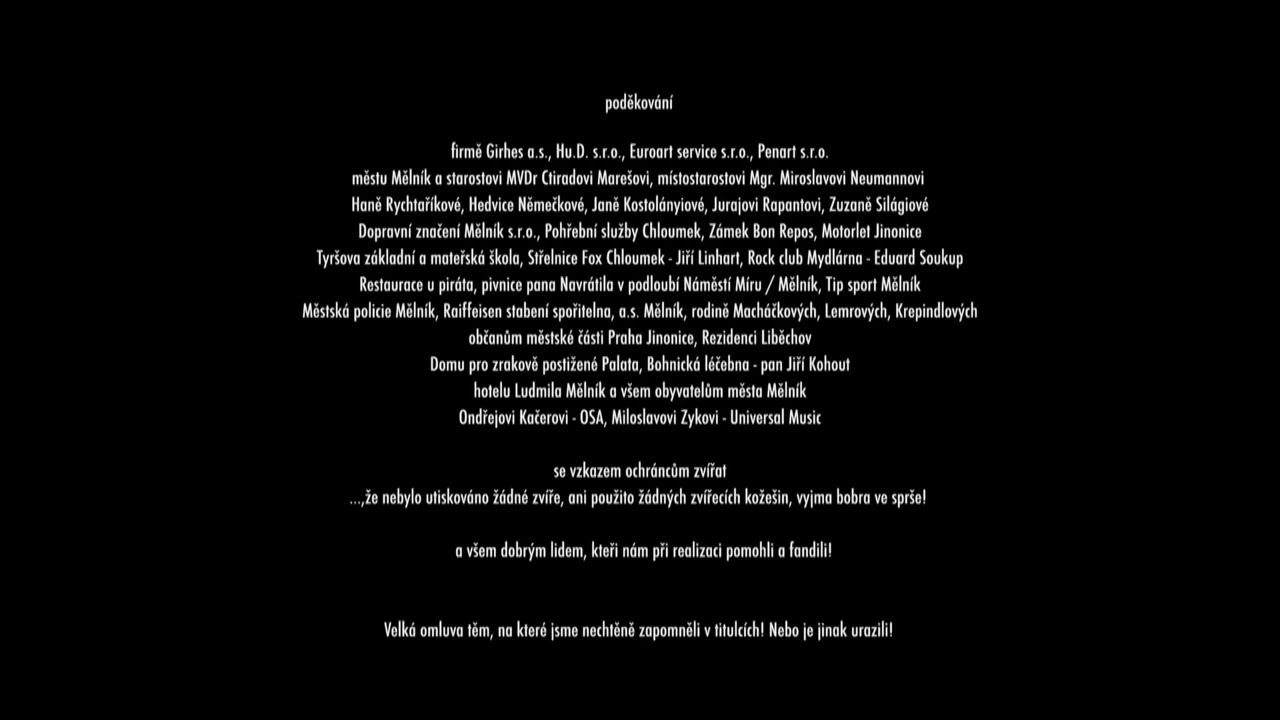 poděkování
firmě Girhes a.s., Hu.D. s.r.o., Euroart service s.r.o., Penart s.r.o.
městu Mělník a starostovi MVDr Ctiradovi Marešovi, místostarostovi Mgr. Miroslavovi Neumannovi
Haně Rychtaříkové, Hedvice Němečkové, Janě Kostolányiové, Jurajovi Rapantovi, Zuzaně Silágiové
Dopravní značení Mělník s.r.o., Pohřební služby Chloumek, Zámek Bon Repos, Motorlet Jinonice
Tyršova základní a mateřská škola, Střelnice Fox Chloumek - Jiří Linhart, Rock club Mydlárna - Eduard Soukup
Restaurace u piráta, pivnice pana Navrátila v podloubí Náměstí Míru / Mělník, Tip sport Mělník
Městská policie Mělník, Raiffeisen stabení spořitelna, a.s. Mělník, rodině Macháčkových, Lemrových, Krepindlových
občanům městské části Praha Jinonice, Rezidenci Liběchov
Domu pro zrakově postižené Palata, Bohnická léčebna - pan Jiří Kohout
hotelu Ludmila Mělník a všem obyvatelům města Mělník
Ondřejovi Kačerovi - OSA, Miloslavovi Zykovi - Universal Music
se vzkazem ochráncům zvířat
...,že nebylo utiskováno žádné zvíře, ani použito žádných zvířecích kožešin, vyjma bobra ve sprše!
a všem dobrým lidem, kteři nám při realizaci pomohli a fandili!
Velká omluva těm, na které jsme nechtěně zapomněli v titulcích! Nebo je jinak urazili!